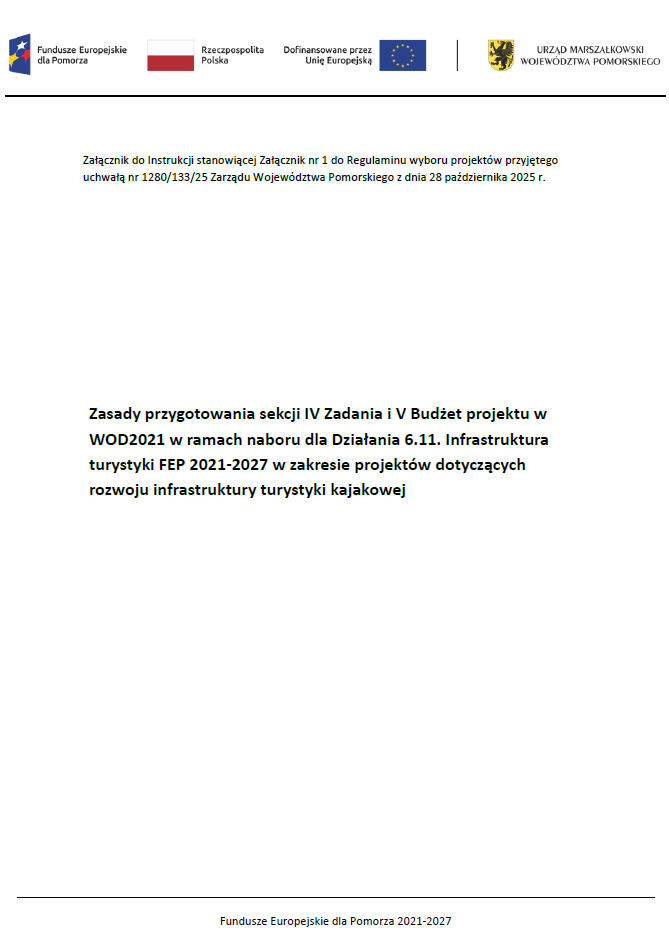 Fundusze Europejskie
dla Pomorza
Rzeczpospolita
Polska
Dofinansowane przez
Unię Europejską
URZĄD MARSZAŁKOWSKI
WOJEWÓDZTWA POMORSKIEGO
Załącznik do Instrukcji stanowiącej Załącznik nr 1 do Regulaminu wyboru projektów przyjętego
uchwałą nr 1280/133/25 Zarządu Województwa Pomorskiego z dnia 28 października 2025 r.
Zasady przygotowania sekcji IV Zadania i V Budżet projektu w
WOD2021 w ramach naboru dla Działania 6.11. Infrastruktura
turystyki FEP 2021-2027 w zakresie projektów dotyczących
rozwoju infrastruktury turystyki kajakowej
Fundusze Europejskie dla Pomorza 2021-2027